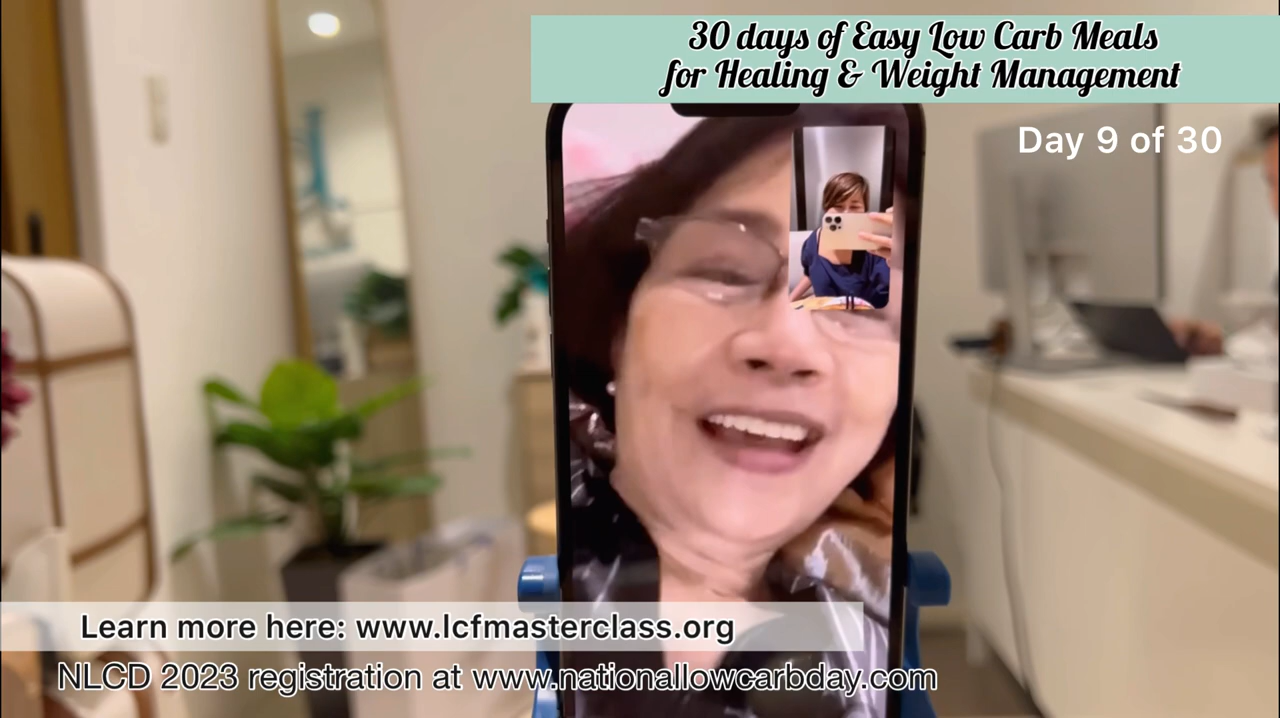 30 days of Easy Low Carb Meals
for Healing & Weight Management
Day 9 of 30
Learn more here: www.lcfmasterclass.org
NLCD 2023 registration at www.nationallowcarbday.com